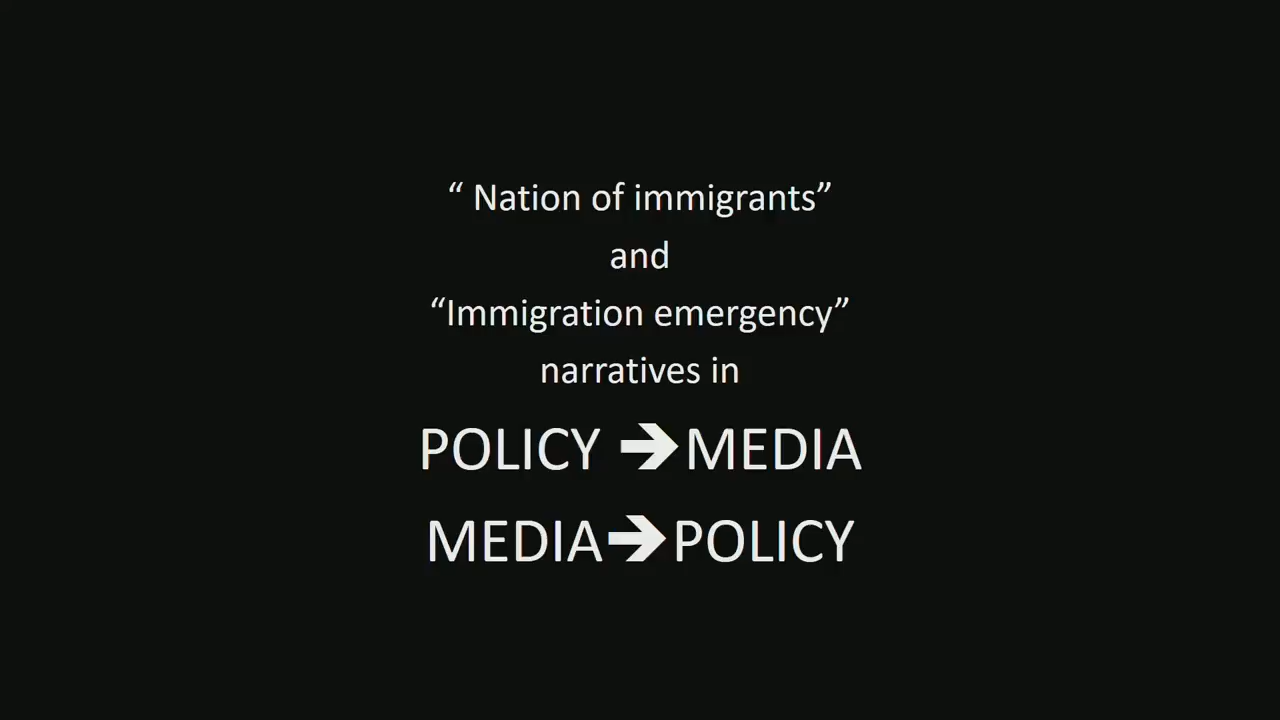 “ Nation of immigrants”
and
“Immigration emergency”
narratives in
POLICY ➔MEDIA
MEDIA➔POLICY